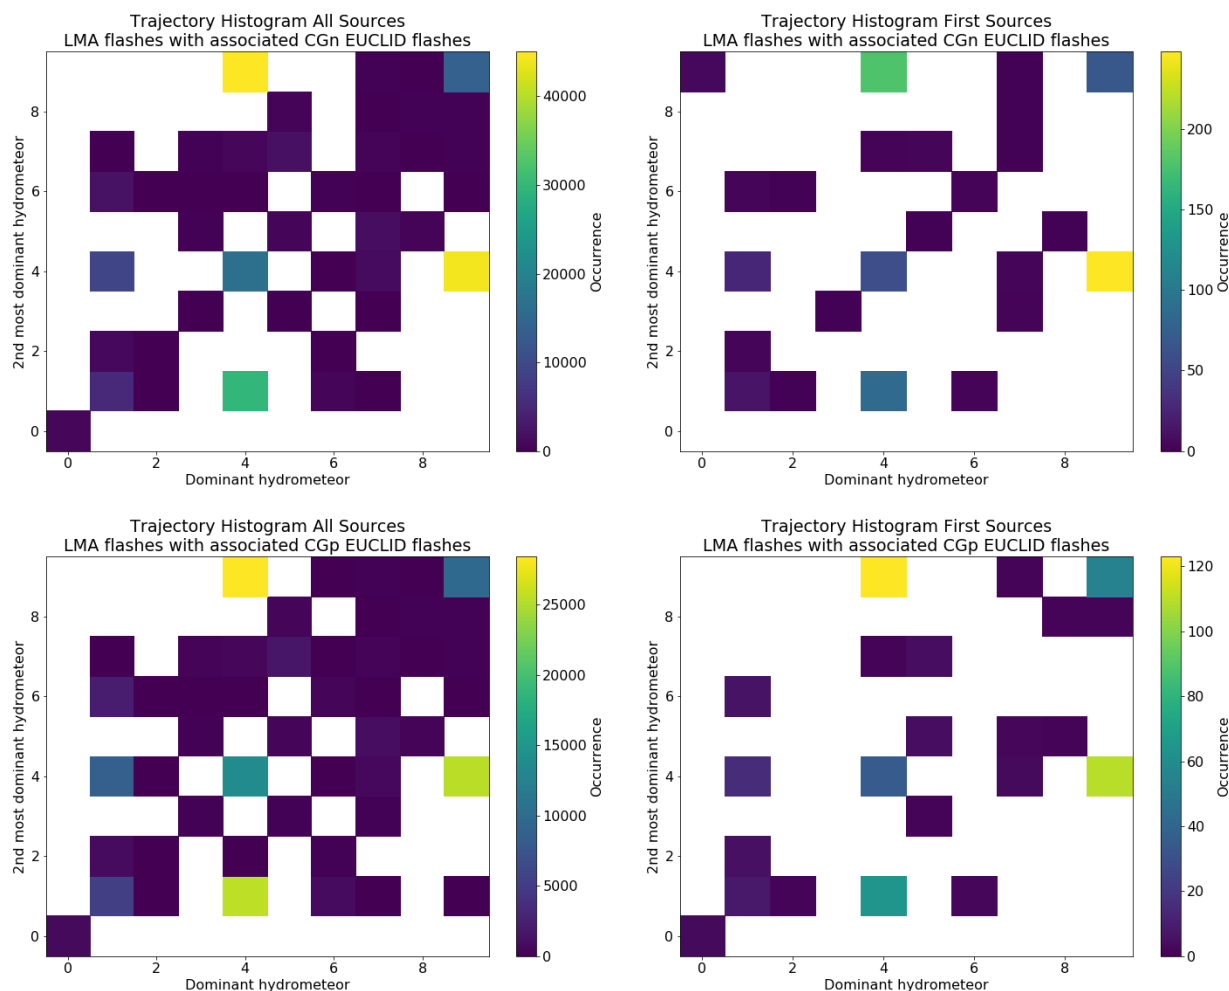 Trajectory Histogram All Sources
LMA flashes with associated CGn EUCLID flashes
8
6
4
2
0
2nd most dominant hydrometeor
0 2 4 6 8
Dominant hydrometeor
40000
30000
20000
10000
0
Occurrence
Trajectory Histogram First Sources
LMA flashes with associated CGn EUCLID flashes
8
6
4
2
0
2nd most dominant hydrometeor
0 2 4 6 8
Dominant hydrometeor
200
150
100
50
0
Occurrence
Trajectory Histogram All Sources
LMA flashes with associated CGp EUCLID flashes
8
6
4
2
0
2nd most dominant hydrometeor
0 2 4 6 8
Dominant hydrometeor
25000
20000
15000
10000
5000
0
Occurrence
Trajectory Histogram First Sources
LMA flashes with associated CGp EUCLID flashes
8
6
4
2
0
2nd most dominant hydrometeor
0 2 4 6 8
Dominant hydrometeor
120
100
80
60
40
20
0
Occurrence